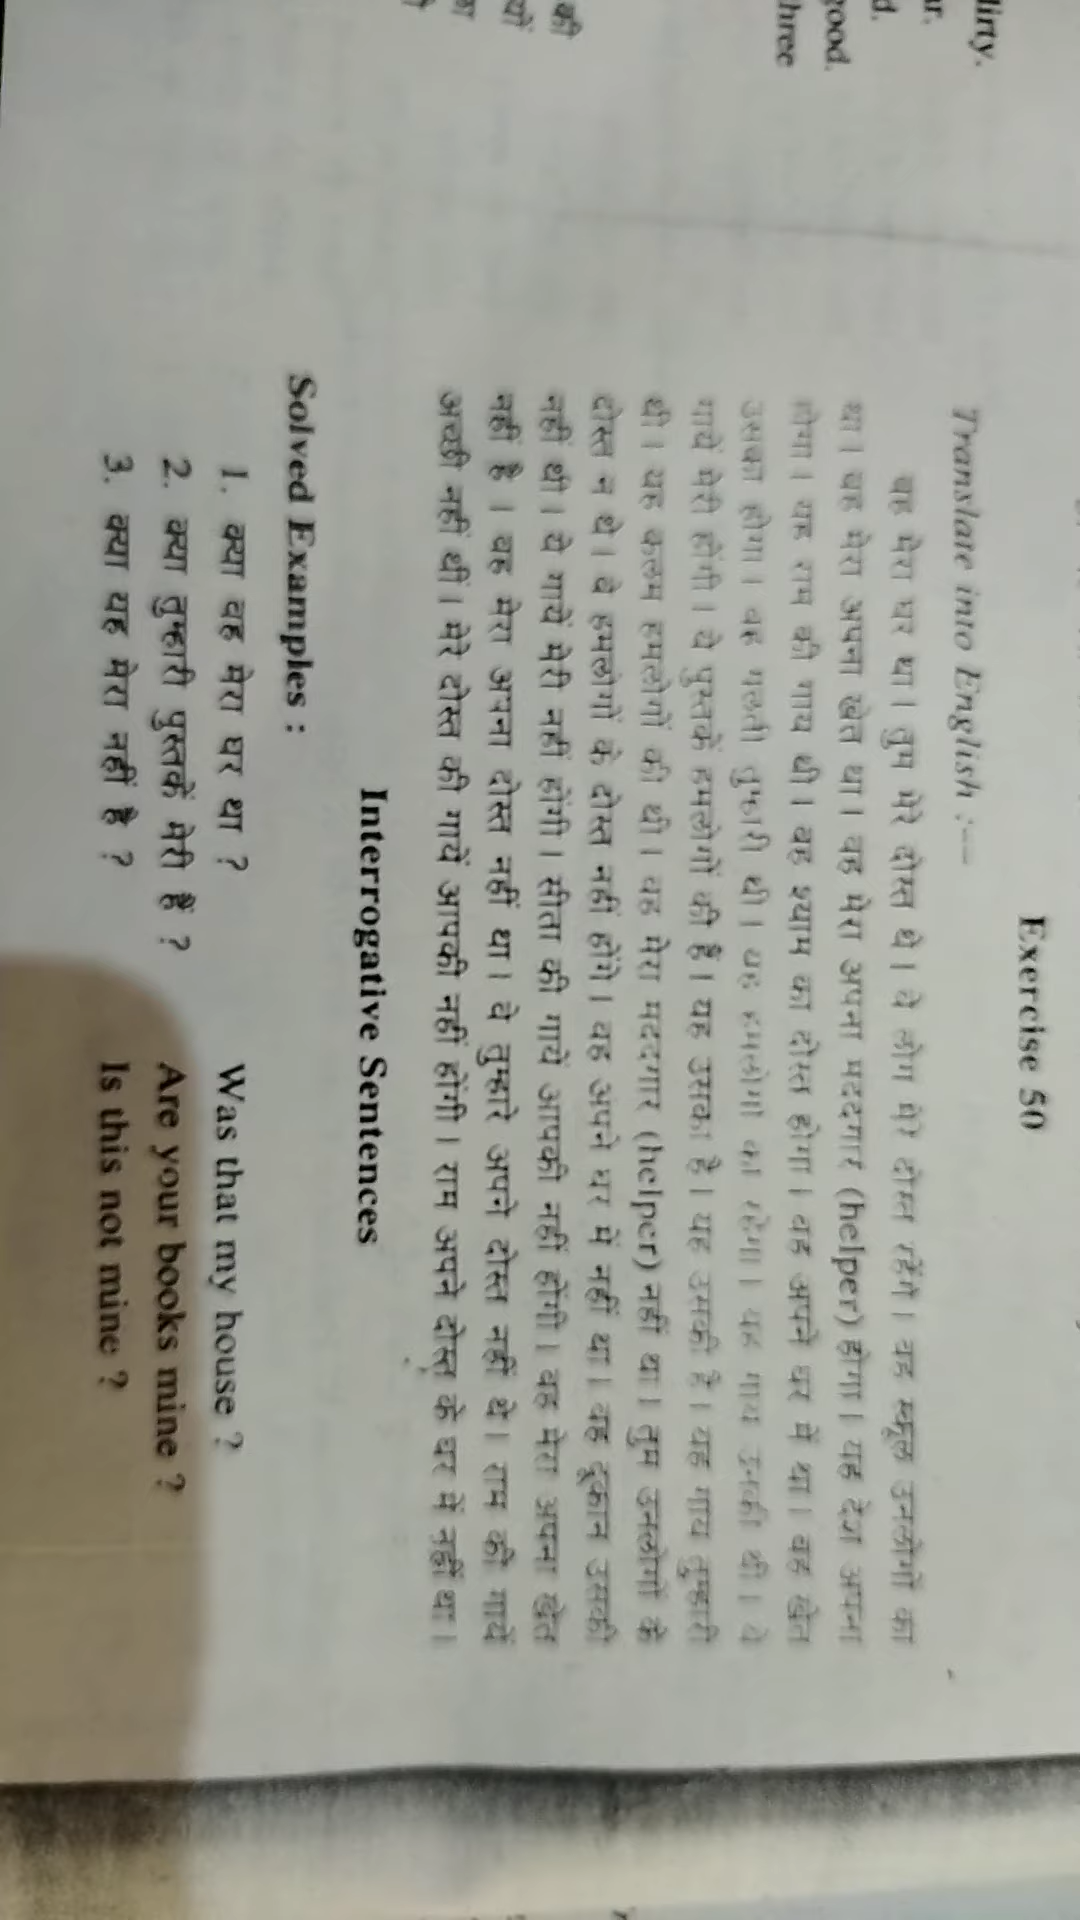 dirty.
ar.
d.
good.
three
की
यों
Exercise 50
Translate into English :--
वह मेरा घर था। तुम मेरे दोस्त थे। वे लोग मेरे दोस्त रहेंगे। यह स्कूल उनलोगों का
था। वह मेरा अपना खेत था। वह मेरा अपना मददगार (helper) होगा। यह देश अपना
होगा। यह राम की गाय थी। वह श्याम का दोस्त होगा। वह अपने घर में था। वह खेत
उसका होगा। वह गलती तुम्हारी थी। यह हमलोगों का रहेगा। यह गाय उनकी थी। ये
गायें मेरी होंगी। ये पुस्तकें हमलोगों की हैं। यह उसका है। यह उसकी है। यह गाय तुम्हारी
थी। यह कलम हमलोगों की थी। वह मेरा मददगार (helper) नहीं था। तुम उनलोगों के
दोस्त न थे। वे हमलोगों के दोस्त नहीं होंगे। वह अपने घर में नहीं था। वह दूकान उसकी
नहीं थी। ये गायें मेरी नहीं होंगी। सीता की गायें आपकी नहीं होंगी। वह मेरा अपना खेत
नहीं है। वह मेरा अपना दोस्त नहीं था। वे तुम्हारे अपने दोस्त नहीं थे। राम की गायें
अच्छी नहीं थीं। मेरे दोस्त की गायें आपकी नहीं होंगी। राम अपने दोस्त के घर में नहीं था।
Interrogative Sentences
Solved Examples :
1. क्या वह मेरा घर था ? Was that my house ?
2. क्या तुम्हारी पुस्तकें मेरी हैं ? Are your books mine ?
3. क्या यह मेरा नहीं है ? Is this not mine ?